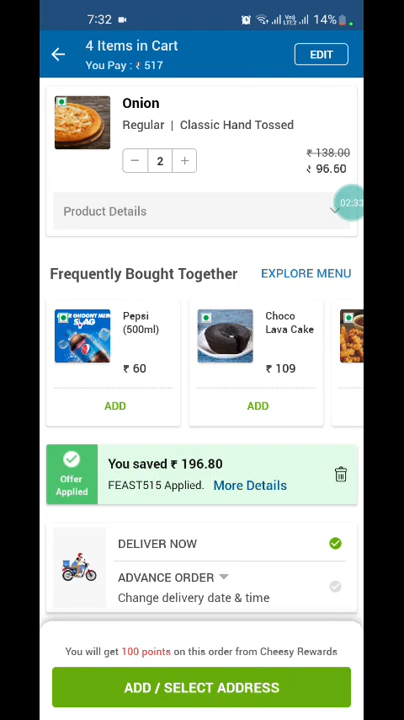 7:32
14%
4 Items in Cart
You Pay : ₹ 517
EDIT
Onion
Regular | Classic Hand Tossed
− 2 +
₹ 138.00
₹ 96.60
Product Details
02:33
Frequently Bought Together
EXPLORE MENU
Pepsi
(500ml)
₹ 60
ADD
Choco
Lava Cake
₹ 109
ADD
Offer
Applied
You saved ₹ 196.80
FEAST515 Applied. More Details
DELIVER NOW
ADVANCE ORDER
Change delivery date & time
You will get 100 points on this order from Cheesy Rewards
ADD / SELECT ADDRESS